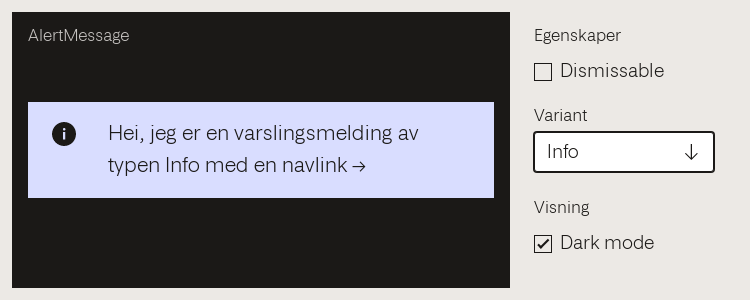 AlertMessage
Hei, jeg er en varslingsmelding av
typen Info med en navlink →
Egenskaper
Dismissable
Variant
Info
Visning
Dark mode